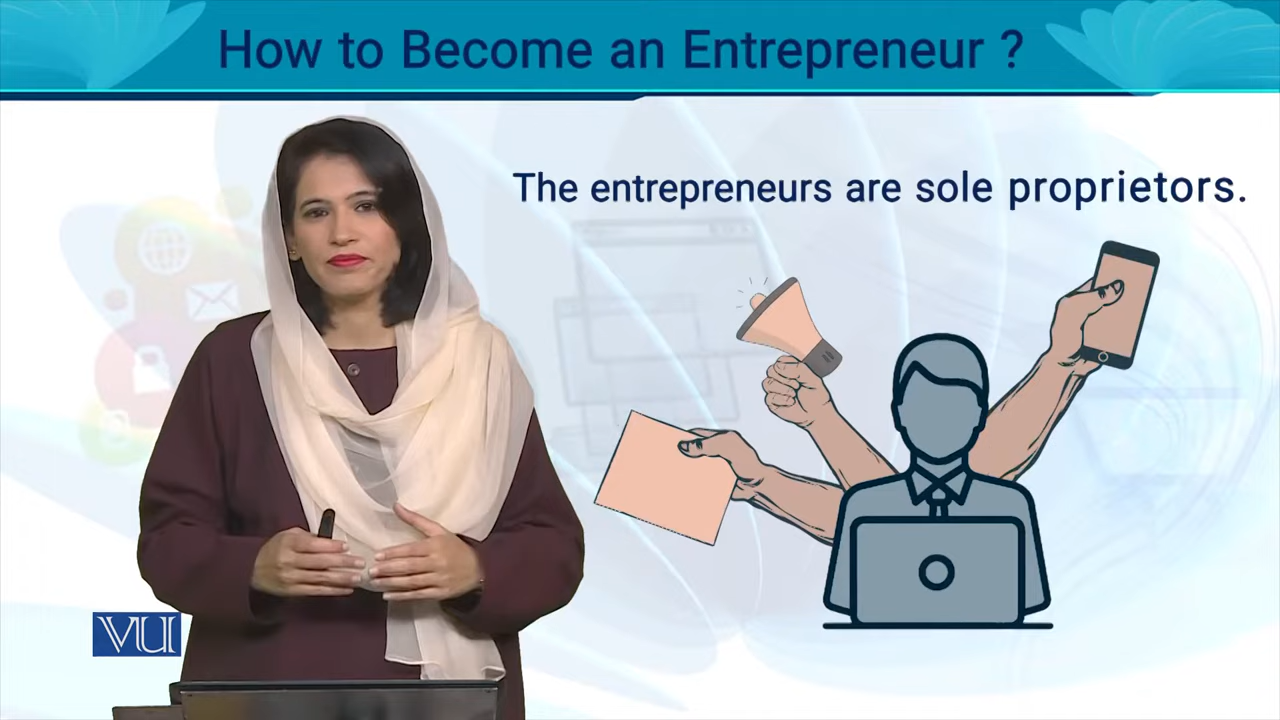 How to Become an Entrepreneur ?
The entrepreneurs are sole proprietors.
VU